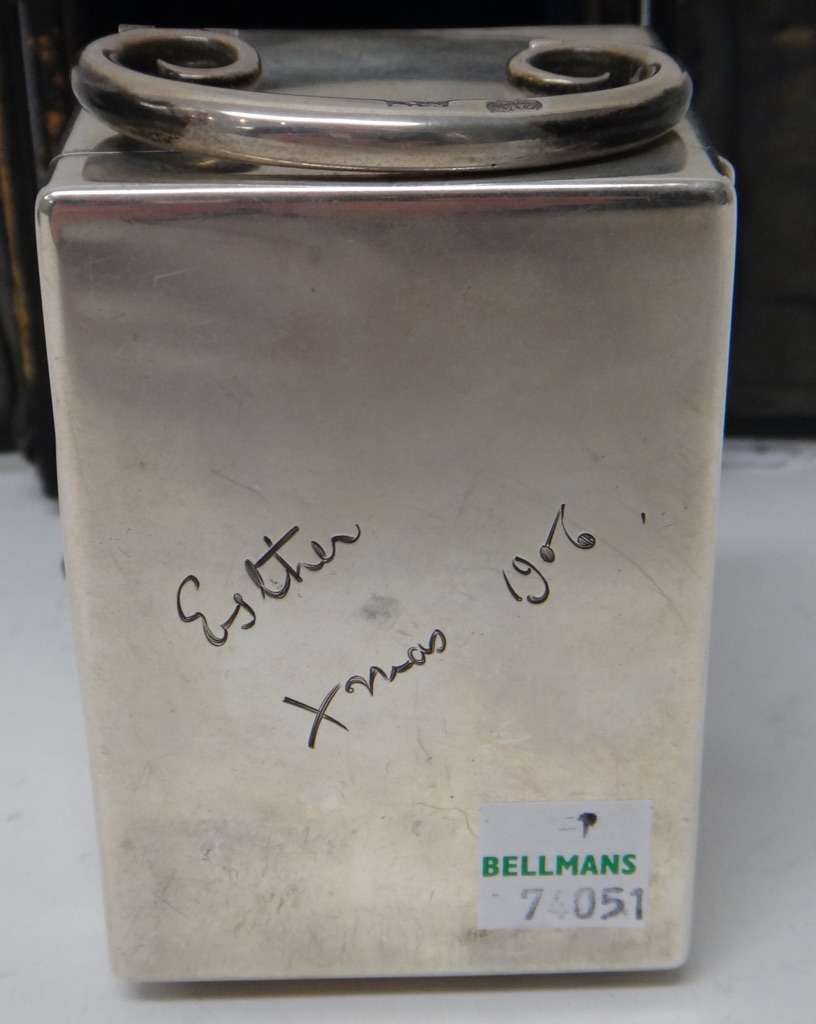 Esther
Xmas 1906
BELLMANS
74051